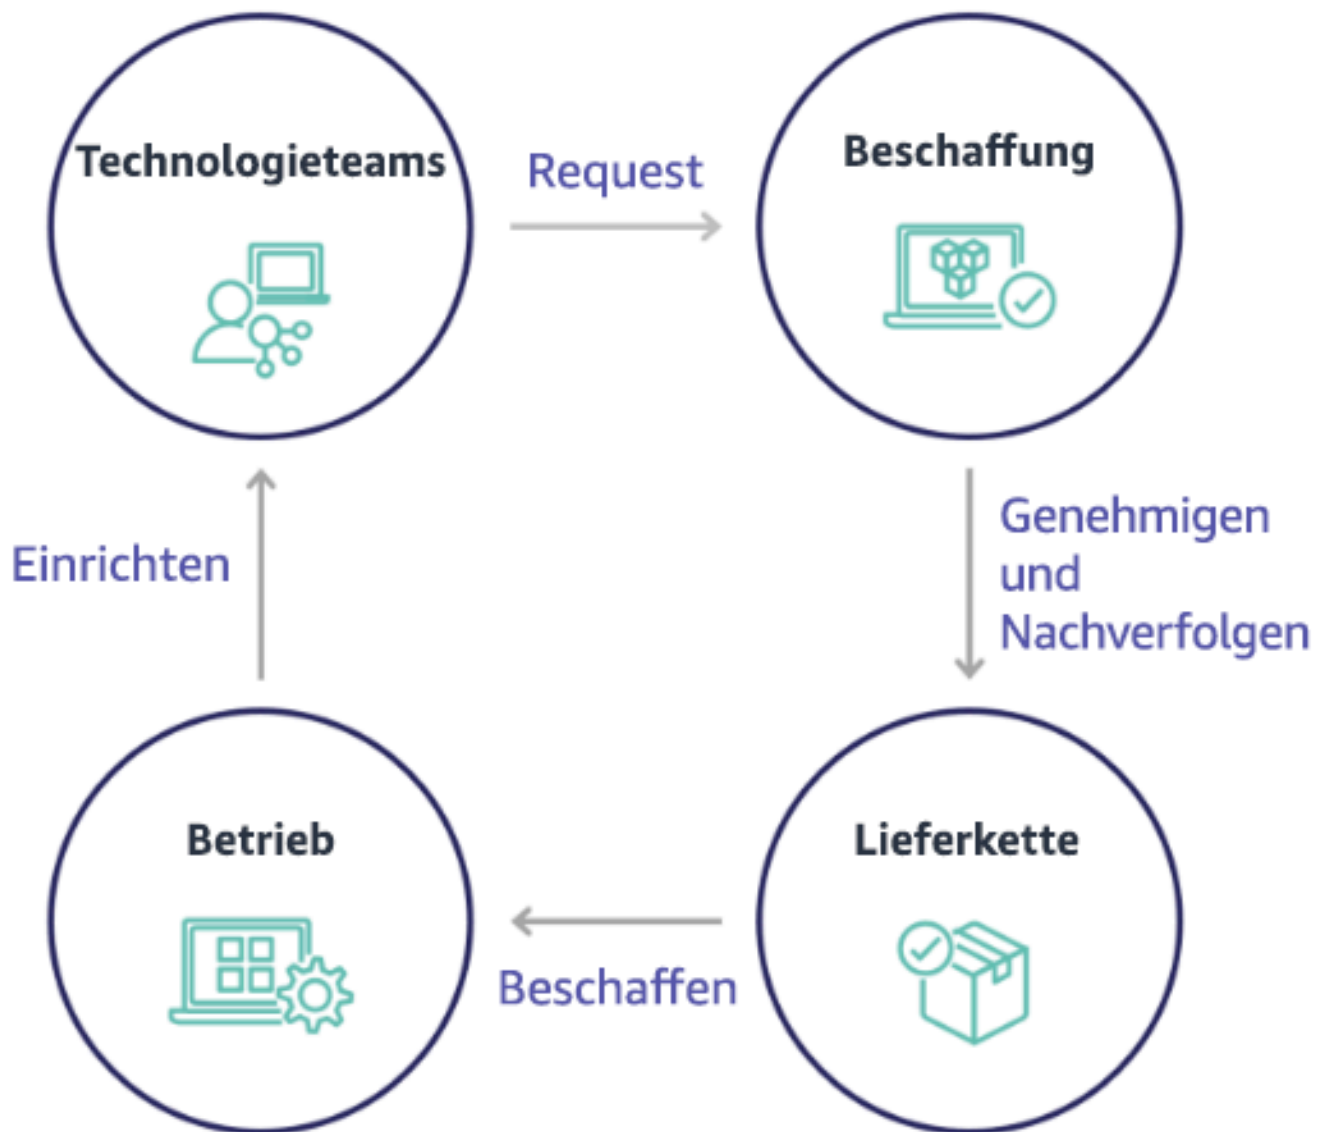 Technologieteams
Request
Beschaffung
Einrichten
Genehmigen
und
Nachverfolgen
Betrieb
Beschaffen
Lieferkette